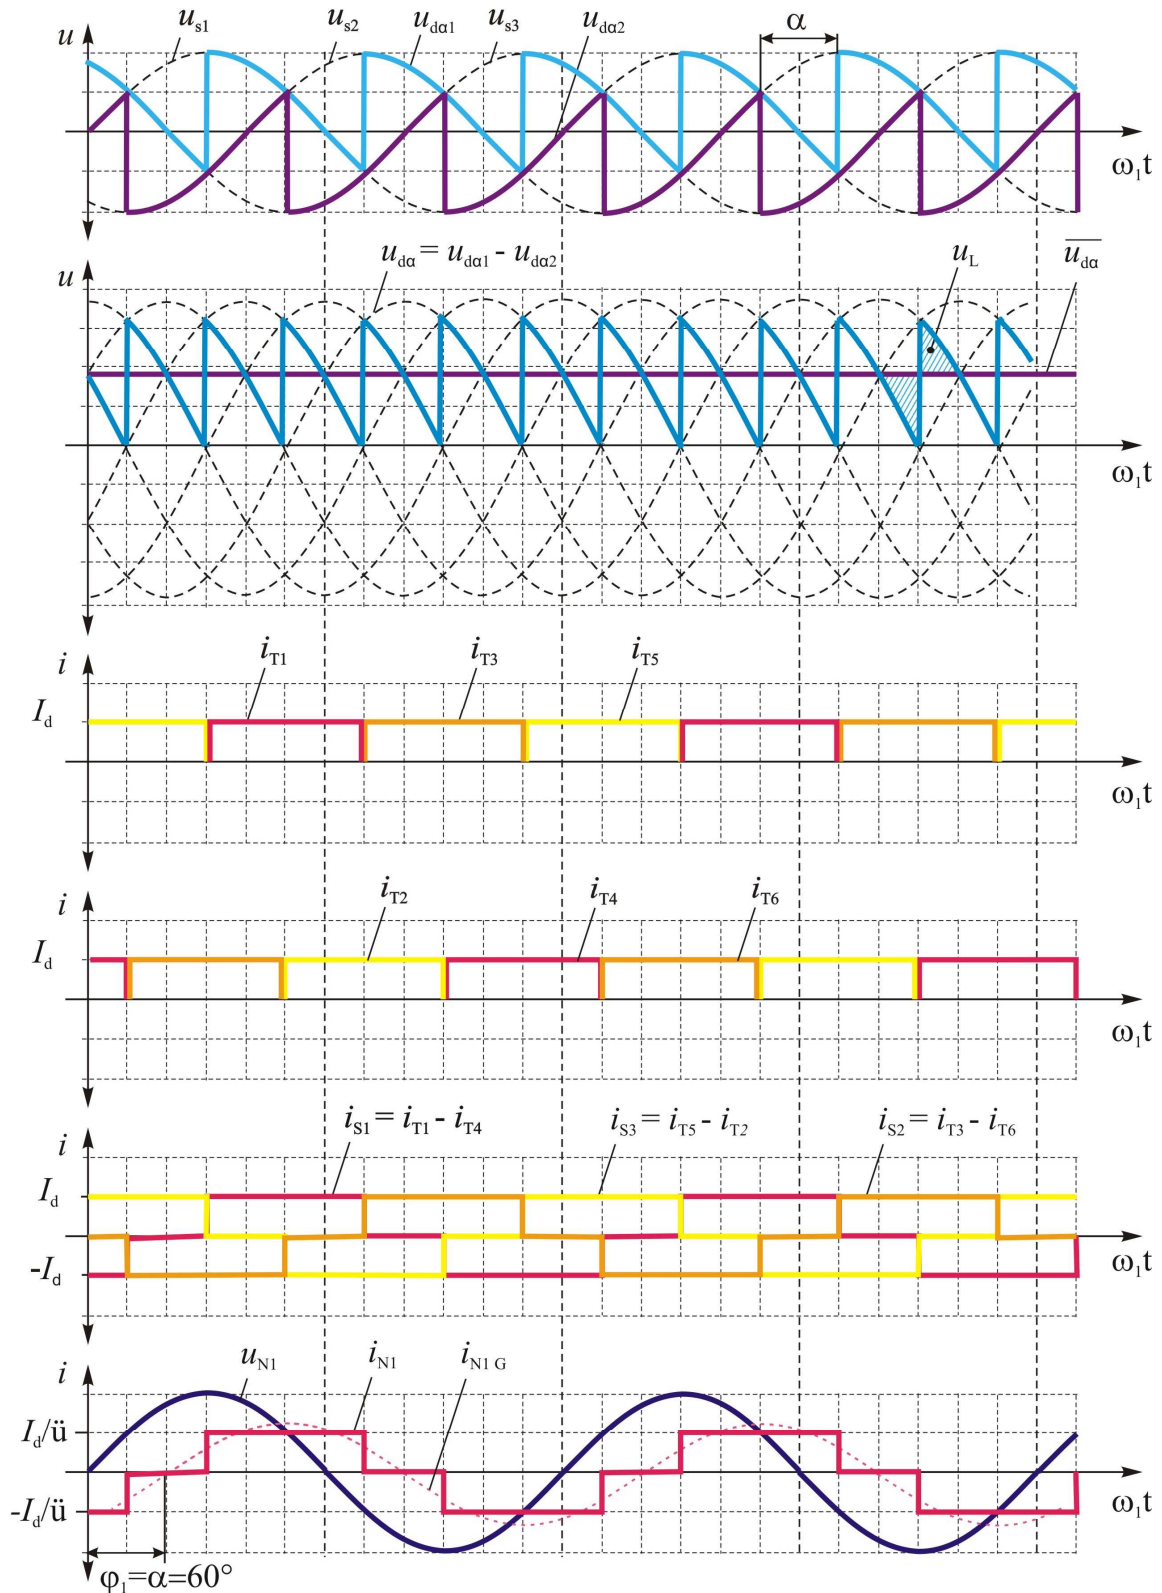 u u_s1 u_s2 u_dα1 u_s3 u_dα2 α
ω₁t
u u_dα = u_dα1 - u_dα2 u_L u_dα
ω₁t
i i_T1 i_T3 i_T5
I_d
ω₁t
i i_T2 i_T4 i_T6
I_d
ω₁t
i i_S1 = i_T1 - i_T4 i_S3 = i_T5 - i_T2 i_S2 = i_T3 - i_T6
I_d
-I_d
ω₁t
i u_N1 i_N1 i_N1 G
I_d/ü
-I_d/ü
ω₁t
φ₁=α=60°